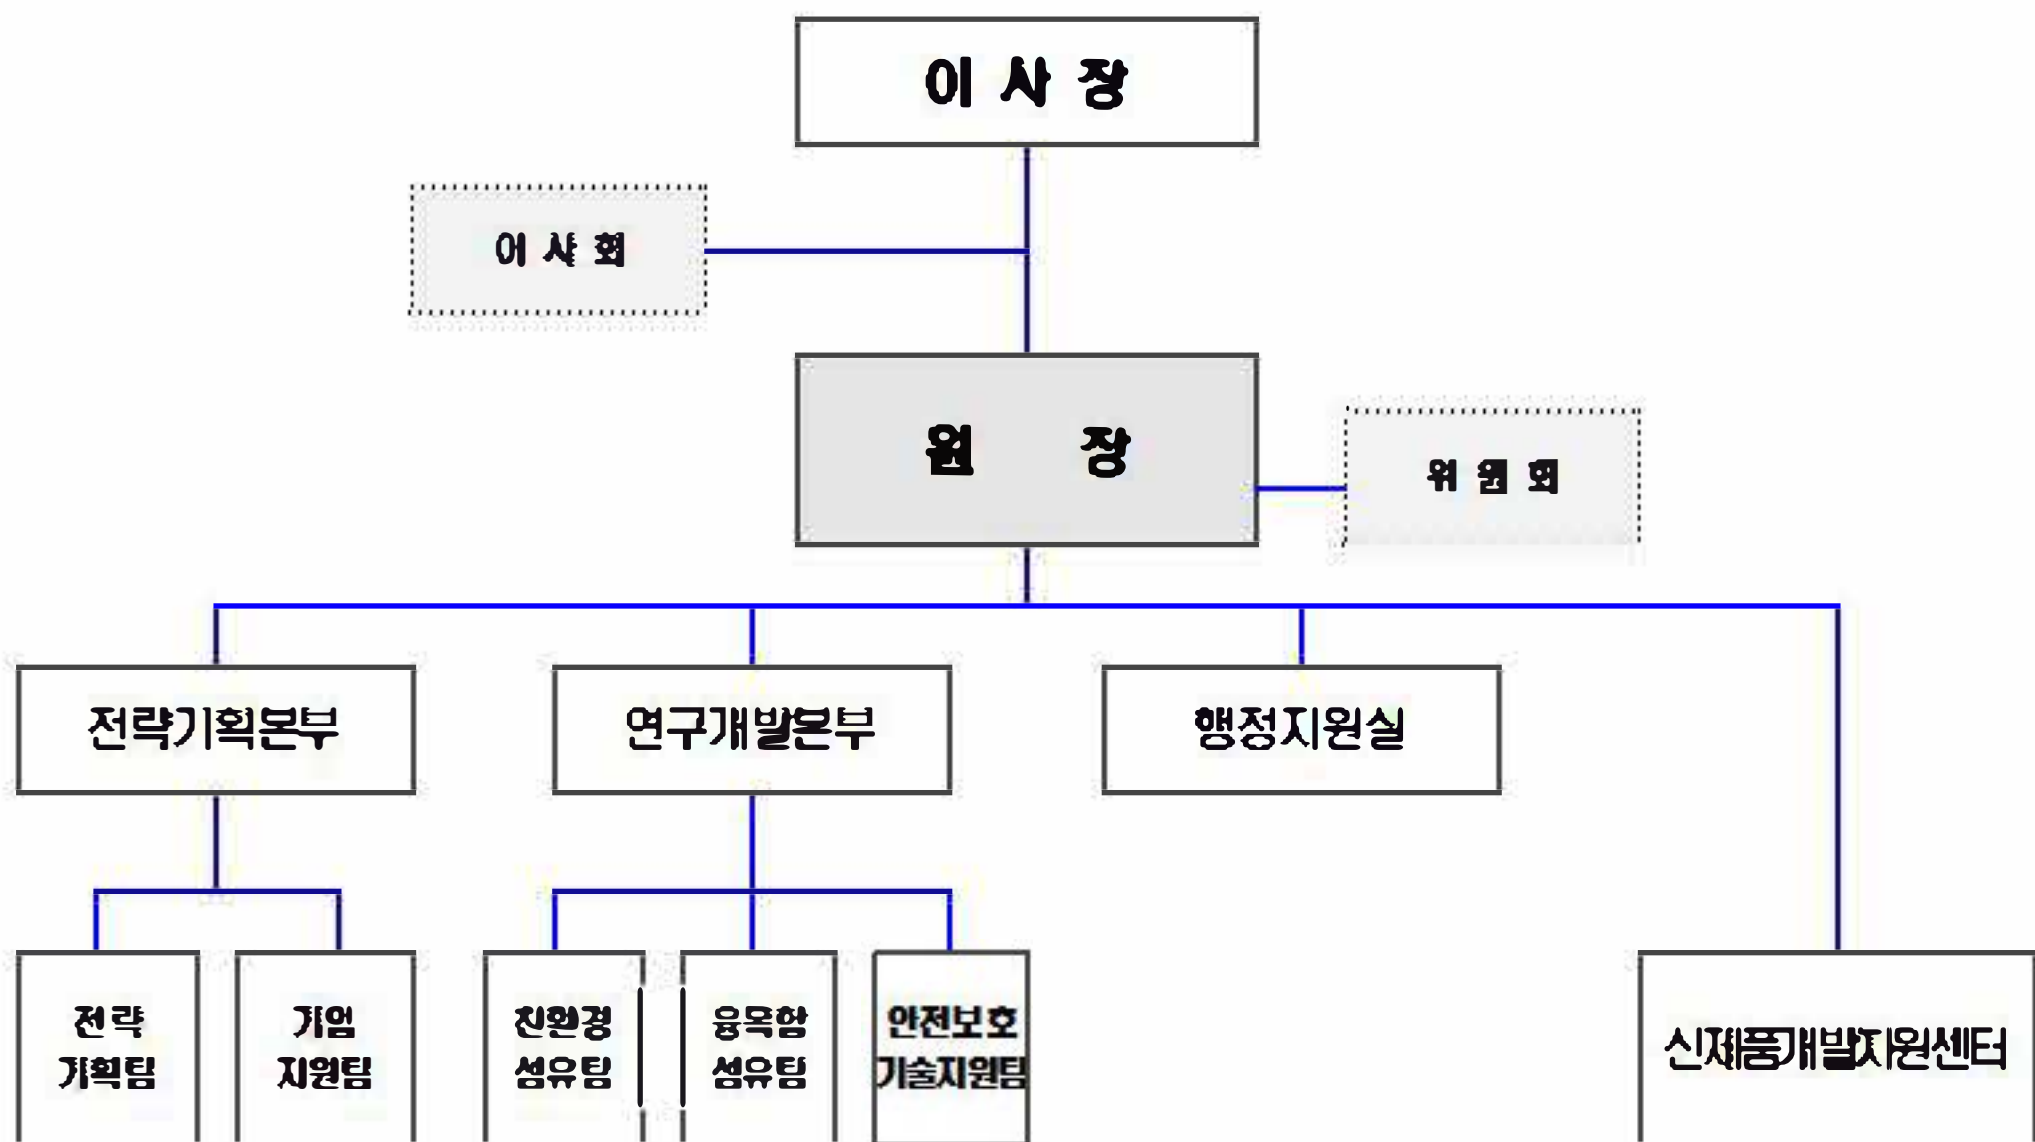 이 사 장
이 사 회
원 장
위 원 회
전략기획본부
연구개발본부
행정지원실
전략
기획팀
기업
지원팀
친환경
섬유팀
융복합
섬유팀
안전보호
기술지원팀
신제품개발지원센터